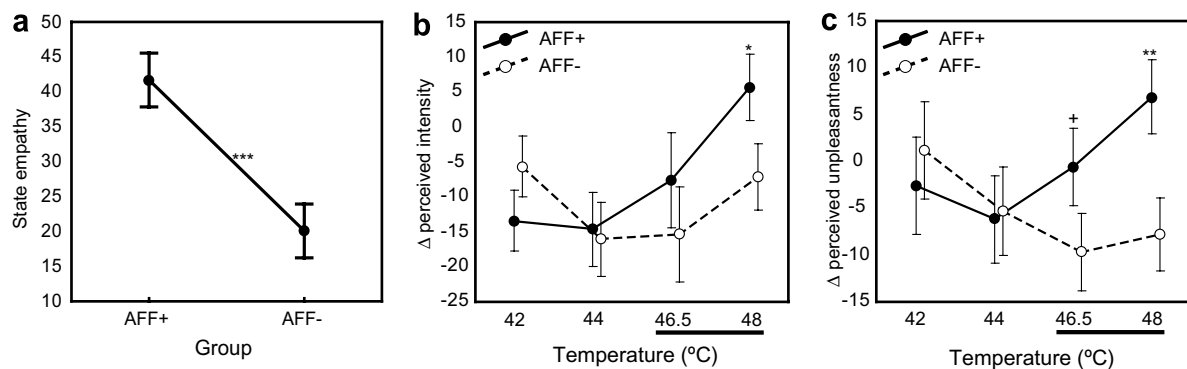 a
State empathy
50
45
40
35
30
25
20
15
10
***
AFF+
AFF-
Group
b
Δ perceived intensity
15
10
5
0
-5
-10
-15
-20
-25
AFF+
AFF-
*
42
44
46.5
48
Temperature (ºC)
c
Δ perceived unpleasantness
15
10
5
0
-5
-10
-15
AFF+
AFF-
+
**
42
44
46.5
48
Temperature (ºC)